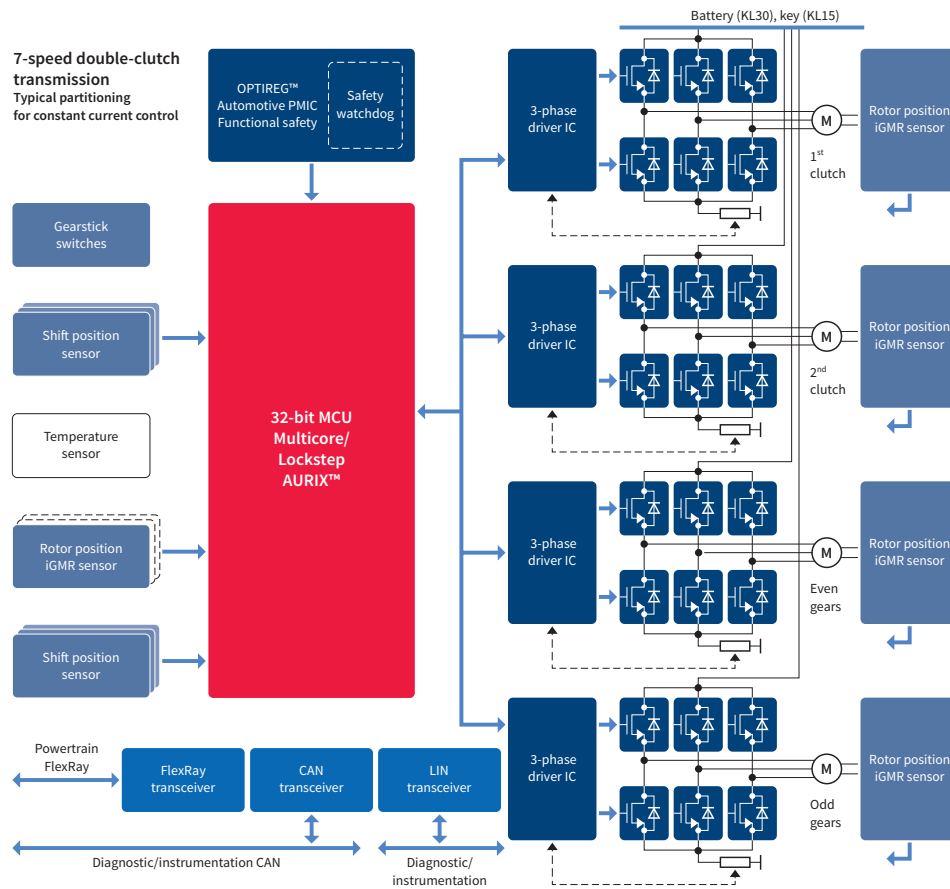 Battery (KL30), key (KL15)
7-speed double-clutch
transmission
Typical partitioning
for constant current control
OPTIREG™
Automotive PMIC
Functional safety
Safety
watchdog
3-phase
driver IC
M
1st
clutch
Rotor position
iGMR sensor
Gearstick
switches
Shift position
sensor
3-phase
driver IC
M
2nd
clutch
Rotor position
iGMR sensor
32-bit MCU
Multicore/
Lockstep
AURIX™
Temperature
sensor
Rotor position
iGMR sensor
3-phase
driver IC
M
Even
gears
Rotor position
iGMR sensor
Shift position
sensor
Powertrain
FlexRay
FlexRay
transceiver
CAN
transceiver
LIN
transceiver
3-phase
driver IC
M
Odd
gears
Rotor position
iGMR sensor
Diagnostic/instrumentation CAN
Diagnostic/
instrumentation